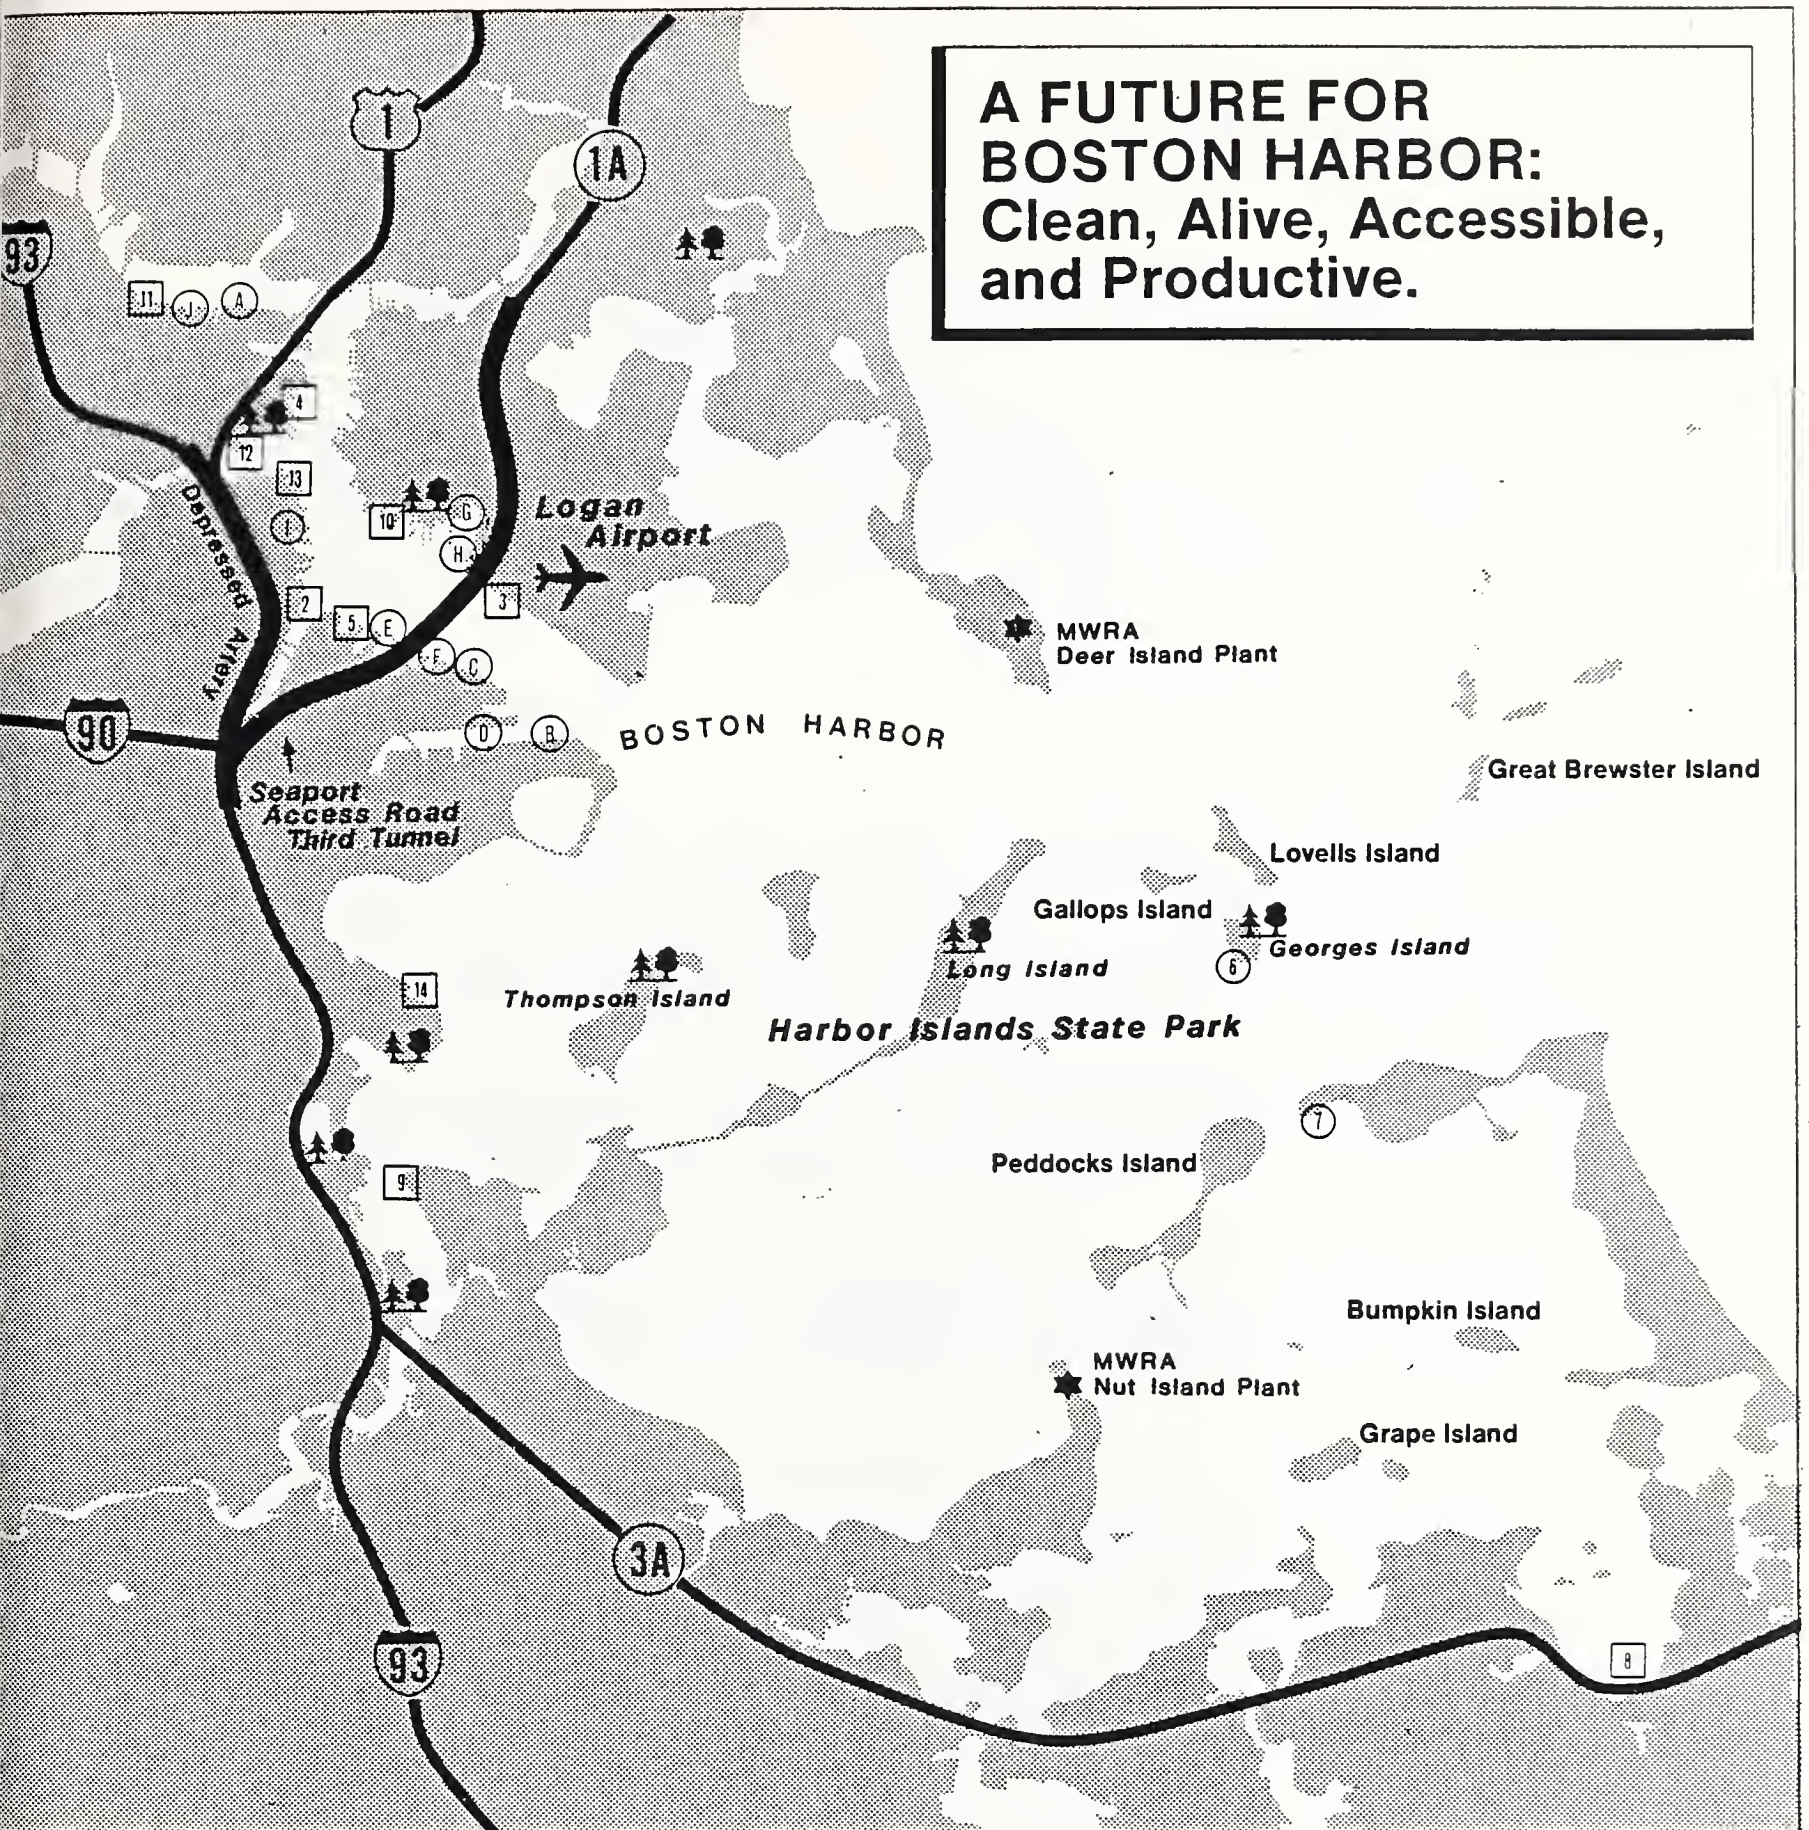 A FUTURE FOR
BOSTON HARBOR:
Clean, Alive, Accessible,
and Productive.
1
1A
93
11
J
A
4
12
13
I
10
G
H
Logan
Airport
Depressed Artery
2
5
E
3
F
C
MWRA
Deer Island Plant
90
D
B
BOSTON HARBOR
Great Brewster Island
Seaport
Access Road
Third Tunnel
Lovells Island
Gallops Island
Georges Island
6
Long Island
14
Thompson Island
Harbor Islands State Park
7
Peddocks Island
9
Bumpkin Island
MWRA
Nut Island Plant
Grape Island
3A
93
8